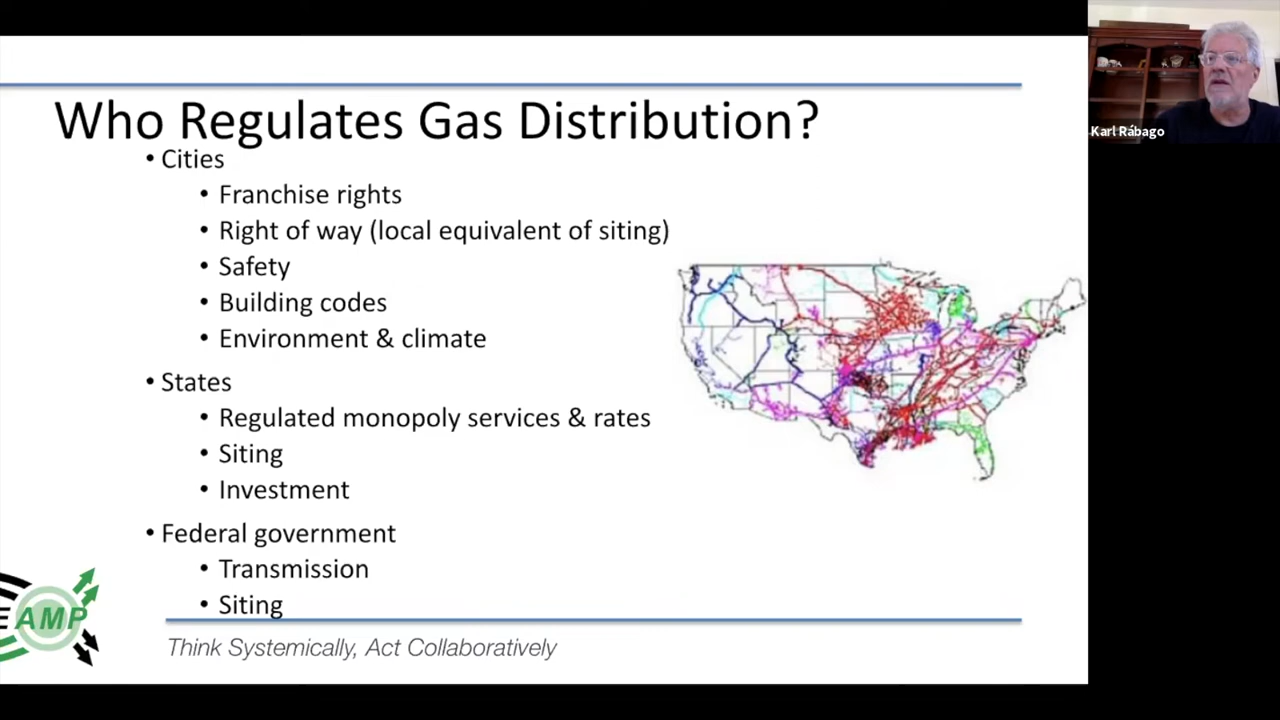 Who Regulates Gas Distribution?
• Cities
• Franchise rights
• Right of way (local equivalent of siting)
• Safety
• Building codes
• Environment & climate
• States
• Regulated monopoly services & rates
• Siting
• Investment
• Federal government
• Transmission
• Siting
E AMP
Think Systemically, Act Collaboratively
Karl Rábago